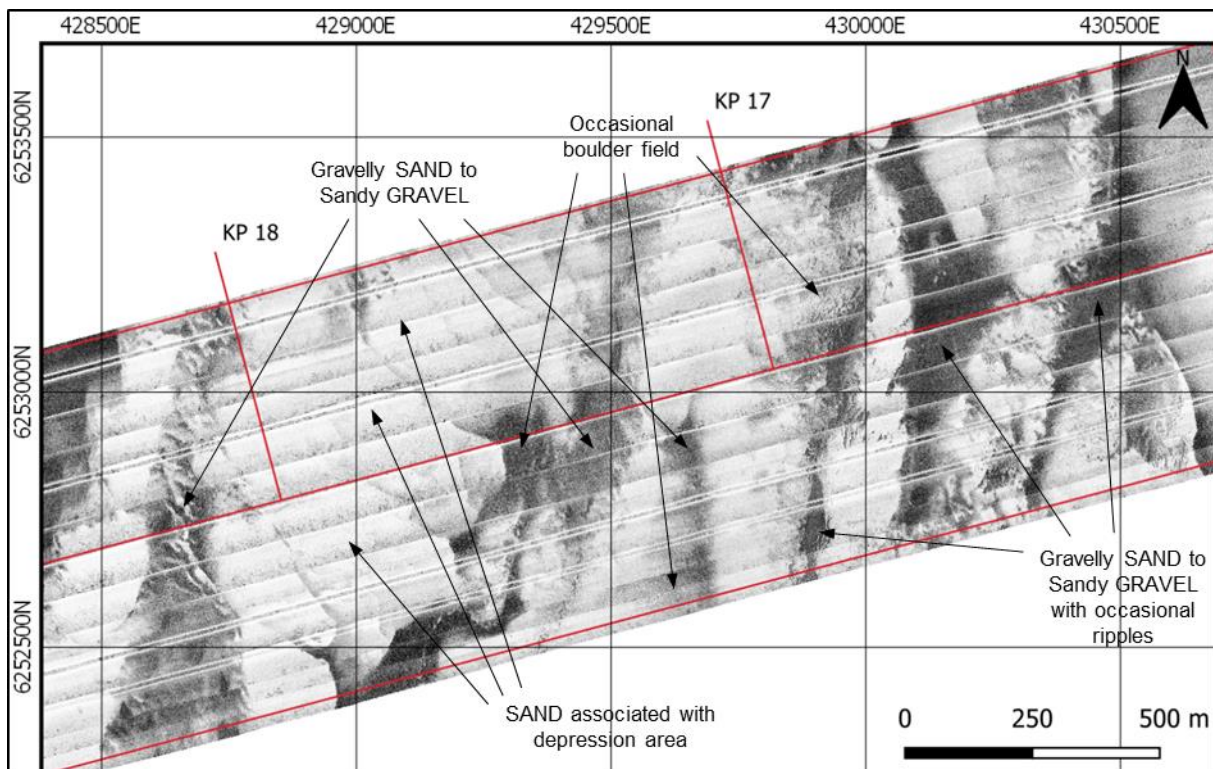 428500E
429000E
429500E
430000E
430500E
N
6253500N
6253000N
6252500N
KP 17
KP 18
Occasional
boulder field
Gravelly SAND to
Sandy GRAVEL
Gravelly SAND to
Sandy GRAVEL
with occasional
ripples
SAND associated with
depression area
0
250
500 m